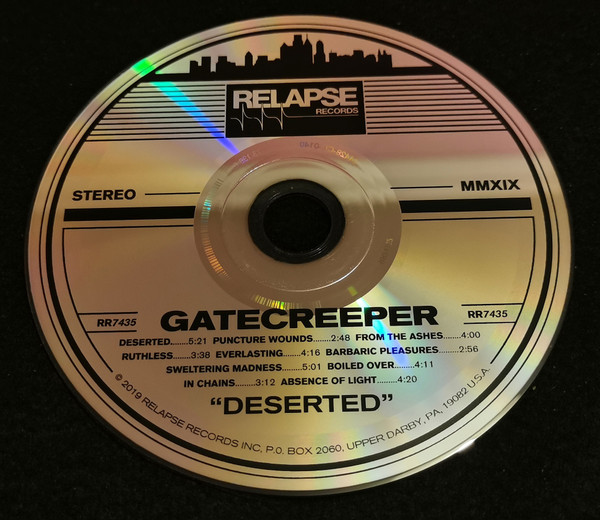 RELAPSE
RECORDS
STEREO
MMXIX
RR7435
GATECREEPER
RR7435
DESERTED.......5:21 PUNCTURE WOUNDS.........2:48 FROM THE ASHES.......4:00
RUTHLESS.......3:38 EVERLASTING.......4:16 BARBARIC PLEASURES.......2:56
SWELTERING MADNESS.......5:01 BOILED OVER.......4:11
IN CHAINS.......3:12 ABSENCE OF LIGHT.........4:20
“DESERTED”
© 2019 RELAPSE RECORDS INC, P.O. BOX 2060, UPPER DARBY, PA, 19082 U.S.A.